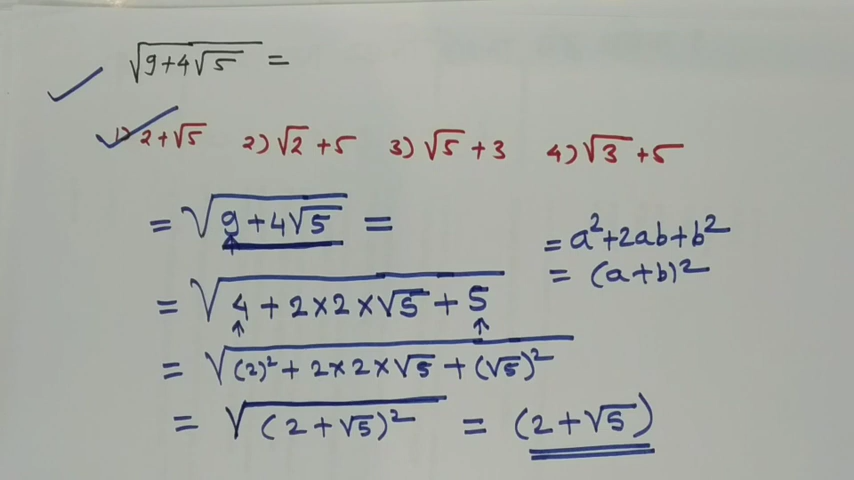 √(9+4√5) =
1) 2+√5 2) √2+5 3) √5+3 4) √3+5
= √(9+4√5) =
= a²+2ab+b²
= (a+b)²
= √(4+2×2×√5+5)
= √((2)²+2×2×√5+(√5)²)
= √((2+√5)²) = (2+√5)